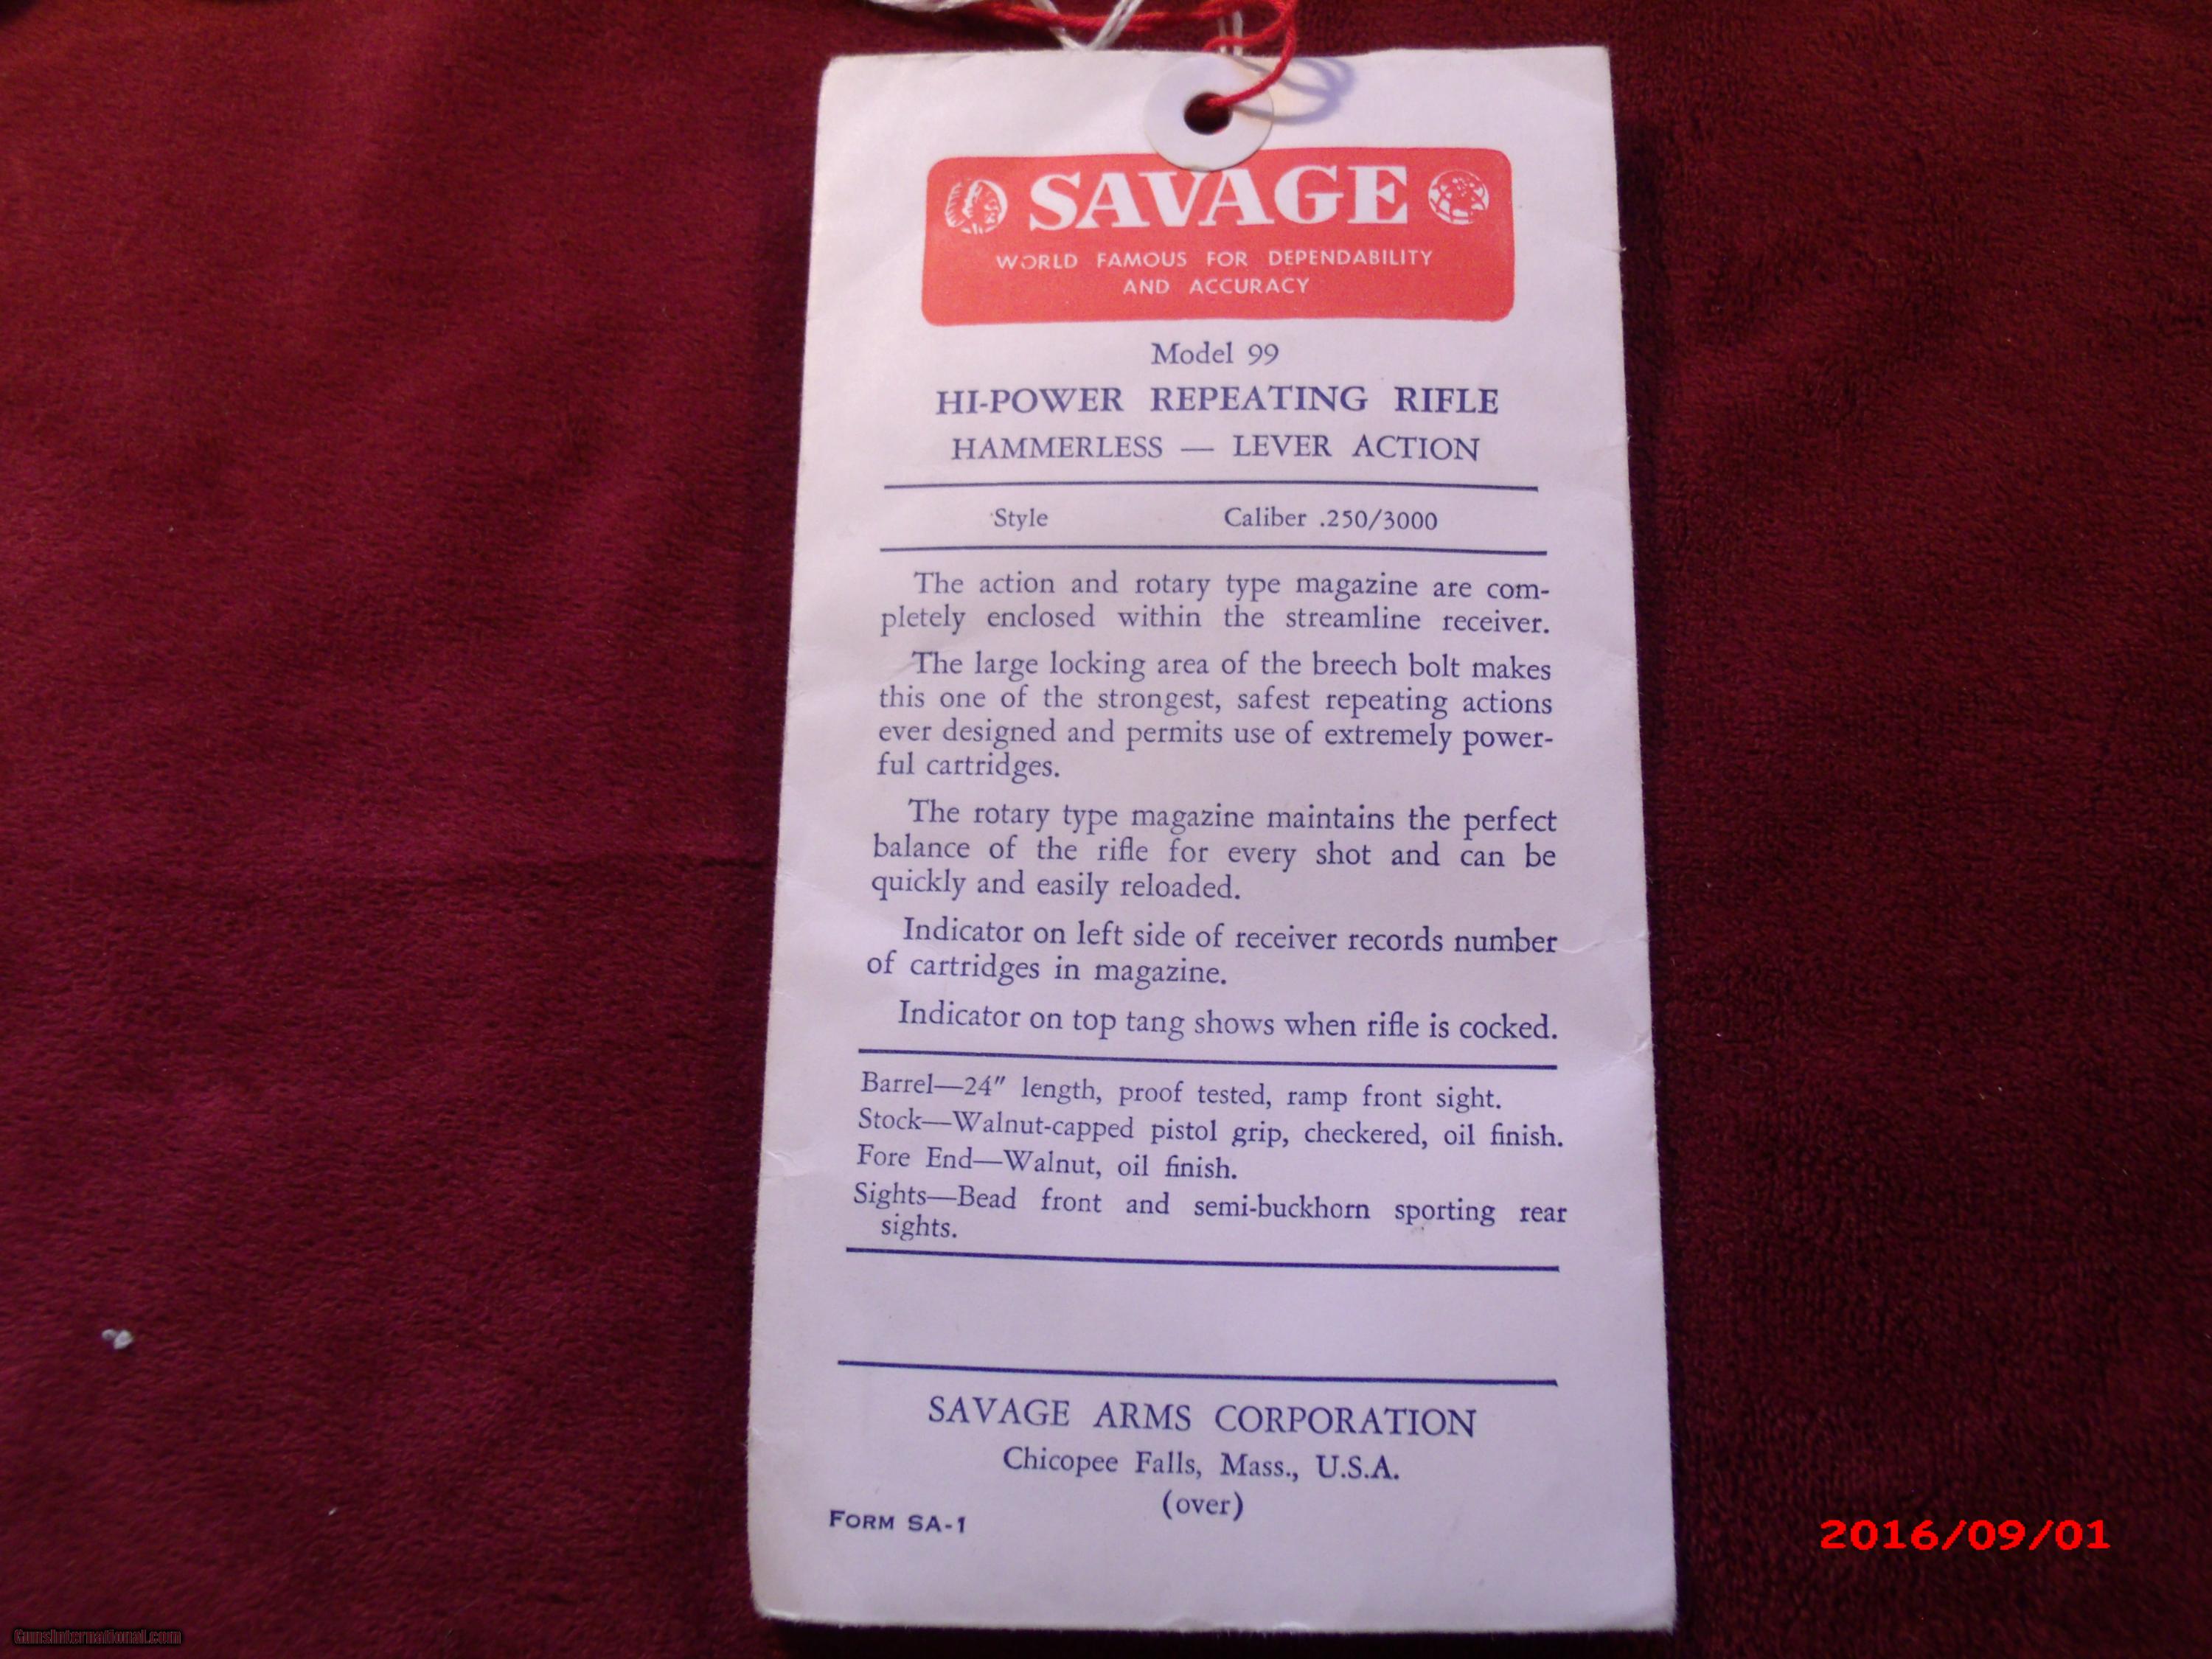 SAVAGE
WORLD FAMOUS FOR DEPENDABILITY
AND ACCURACY
Model 99
HI-POWER REPEATING RIFLE
HAMMERLESS — LEVER ACTION
Style Caliber .250/3000
The action and rotary type magazine are com-
pletely enclosed within the streamline receiver.
The large locking area of the breech bolt makes
this one of the strongest, safest repeating actions
ever designed and permits use of extremely power-
ful cartridges.
The rotary type magazine maintains the perfect
balance of the rifle for every shot and can be
quickly and easily reloaded.
Indicator on left side of receiver records number
of cartridges in magazine.
Indicator on top tang shows when rifle is cocked.
Barrel—24" length, proof tested, ramp front sight.
Stock—Walnut-capped pistol grip, checkered, oil finish.
Fore End—Walnut, oil finish.
Sights—Bead front and semi-buckhorn sporting rear
sights.
SAVAGE ARMS CORPORATION
Chicopee Falls, Mass., U.S.A.
(over)
FORM SA-1
2016/09/01
GunsInternational.com